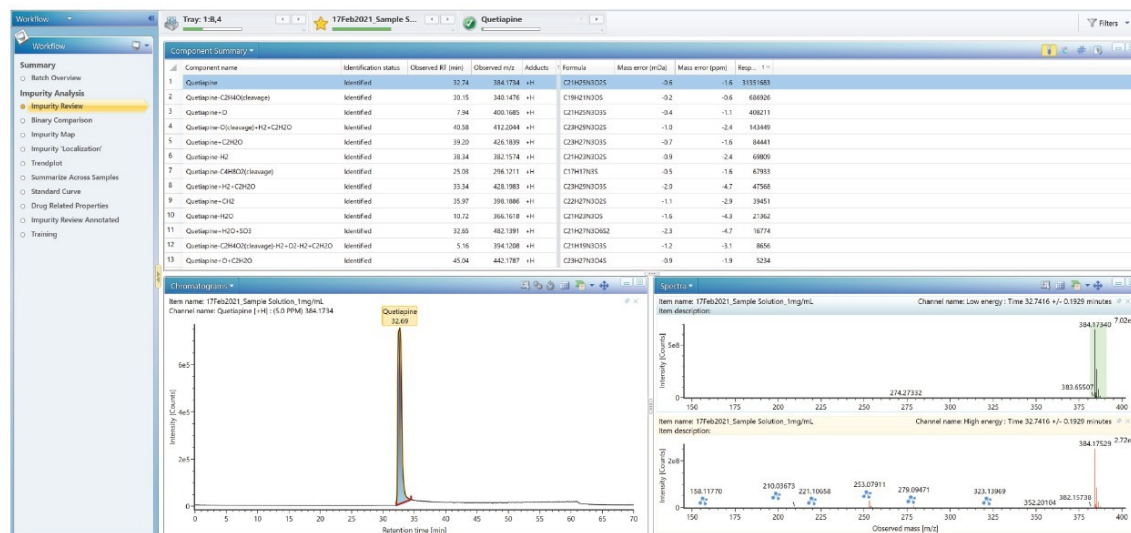 Workflow
Tray: 1:8,4
17Feb2021_Sample S...
Quetiapine
Filters
Workflow
Summary
Batch Overview
Impurity Analysis
Impurity Review
Binary Comparison
Impurity Map
Impurity 'Localization'
Trendplot
Summarize Across Samples
Standard Curve
Drug Related Properties
Impurity Review Annotated
Training
Component Summary
Component name Identification status Observed RT (min) Observed m/z Adducts Formula Mass error (mDa) Mass error (ppm) Resp... 1
1 Quetiapine Identified 32.74 384.1734 +H C21H25N3O2S -0.6 -1.6 31351683
2 Quetiapine-C2H4O(cleavage) Identified 30.15 340.1476 +H C19H21N3OS -0.2 -0.6 686926
3 Quetiapine+O Identified 7.94 400.1685 +H C21H25N3O3S -0.4 -1.1 408211
4 Quetiapine-O(cleavage)+H2+C2H2O Identified 40.58 412.2044 +H C23H29N3O2S -1.0 -2.4 143449
5 Quetiapine+C2H2O Identified 39.20 426.1839 +H C23H27N3O3S -0.7 -1.6 84441
6 Quetiapine-H2 Identified 38.34 382.1574 +H C21H23N3O2S -0.9 -2.4 69809
7 Quetiapine-C4H8O2(cleavage) Identified 25.03 296.1211 +H C17H17N3S -0.5 -1.6 67933
8 Quetiapine+H2+C2H2O Identified 33.54 428.1983 +H C23H29N3O3S -2.0 -4.7 47568
9 Quetiapine+CH2 Identified 35.97 398.1886 +H C22H27N3O2S -1.1 -2.9 39451
10 Quetiapine-H2O Identified 10.72 366.1618 +H C21H23N3OS -1.6 -4.3 21362
11 Quetiapine+H2O+SO3 Identified 32.65 482.1391 +H C21H27N3O6S2 -2.3 -4.7 16774
12 Quetiapine-C2H4O2(cleavage)-H2+O2-H2+C2H2O Identified 5.16 394.1208 +H C21H19N3O3S -1.2 -3.1 8656
13 Quetiapine+O+C2H2O Identified 45.04 442.1787 +H C23H27N3O4S -0.9 -1.9 5234
Chromatograms
Item name: 17Feb2021_Sample Solution_1mg/mL
Channel name: Quetiapine [+H] : (5.0 PPM) 384.1734
Quetiapine
32.69
Intensity [Counts]
6e5
4e5
2e5
0
0 5 10 15 20 25 30 35 40 45 50 55 60 65 70
Retention time [min]
Spectra
Item name: 17Feb2021_Sample Solution_1mg/mL Channel name: Low energy : Time 32.7416 +/- 0.1929 minutes
Item description:
7.02e
384.17340
Intensity [Counts]
5e8
0
274.27332
383.65507
150 175 200 225 250 275 300 325 350 375 400
Item name: 17Feb2021_Sample Solution_1mg/mL Channel name: High energy : Time 32.7416 +/- 0.1929 minutes
Item description:
2.72e
384.17529
Intensity [Counts]
2e8
0
158.11770 210.03673 221.10658 253.07911 279.09471 323.13969 352.20104 382.15738
150 175 200 225 250 275 300 325 350 375 400
Observed mass [m/z]